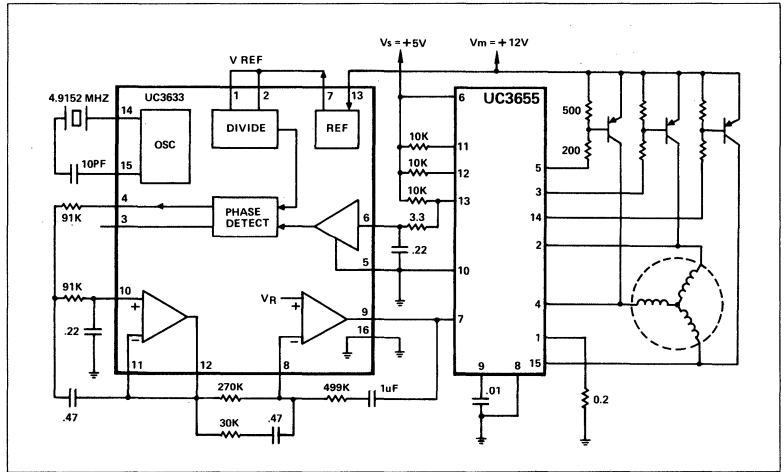 Vs = +5V
Vm = +12V
V REF
4.9152 MHZ
UC3633
1
2
7
13
UC3655
6
14
OSC
DIVIDE
REF
500
10K
11
10K
12
200
5
15
10PF
10K
13
3
4
91K
3
PHASE DETECT
6
3.3
14
.22
2
5
10
91K
10
+
-
VR
+
-
9
16
7
4
1
.22
11
12
8
15
270K
499K
1uF
9
8
.01
0.2
.47
30K
.47